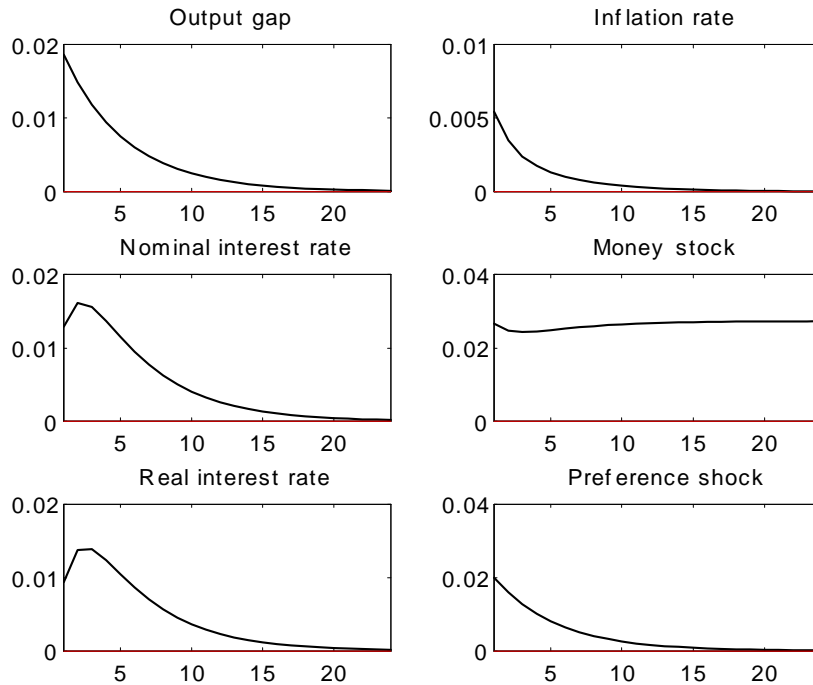 Output gap
0.02
0.01
0
5 10 15 20
Inflation rate
0.01
0.005
0
5 10 15 20
Nominal interest rate
0.02
0.01
0
5 10 15 20
Money stock
0.04
0.02
0
5 10 15 20
Real interest rate
0.02
0.01
0
5 10 15 20
Preference shock
0.04
0.02
0
5 10 15 20